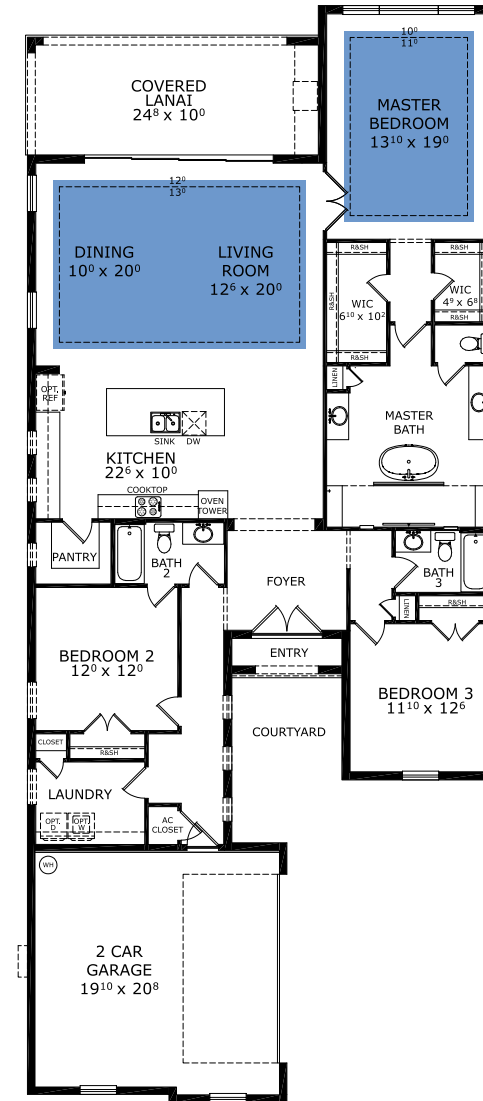 COVERED
LANAI
24⁸ x 10⁰
10⁰
11⁰
MASTER
BEDROOM
13¹⁰ x 19⁰
12⁰
13⁰
DINING
10⁰ x 20⁰
LIVING
ROOM
12⁶ x 20⁰
R&SH
R&SH
R&SH
WIC
6¹⁰ x 10²
WIC
4⁹ x 6⁸
R&SH
R&SH
LINEN
OPT.
REF
MASTER
BATH
SINK DW
KITCHEN
22⁶ x 10⁰
COOKTOP
OVEN
TOWER
PANTRY
BATH
2
FOYER
BATH
3
LINEN
R&SH
ENTRY
BEDROOM 2
12⁰ x 12⁰
BEDROOM 3
11¹⁰ x 12⁶
COURTYARD
CLOSET
R&SH
LAUNDRY
OPT.
D
OPT.
W
AC
CLOSET
WH
2 CAR
GARAGE
19¹⁰ x 20⁸